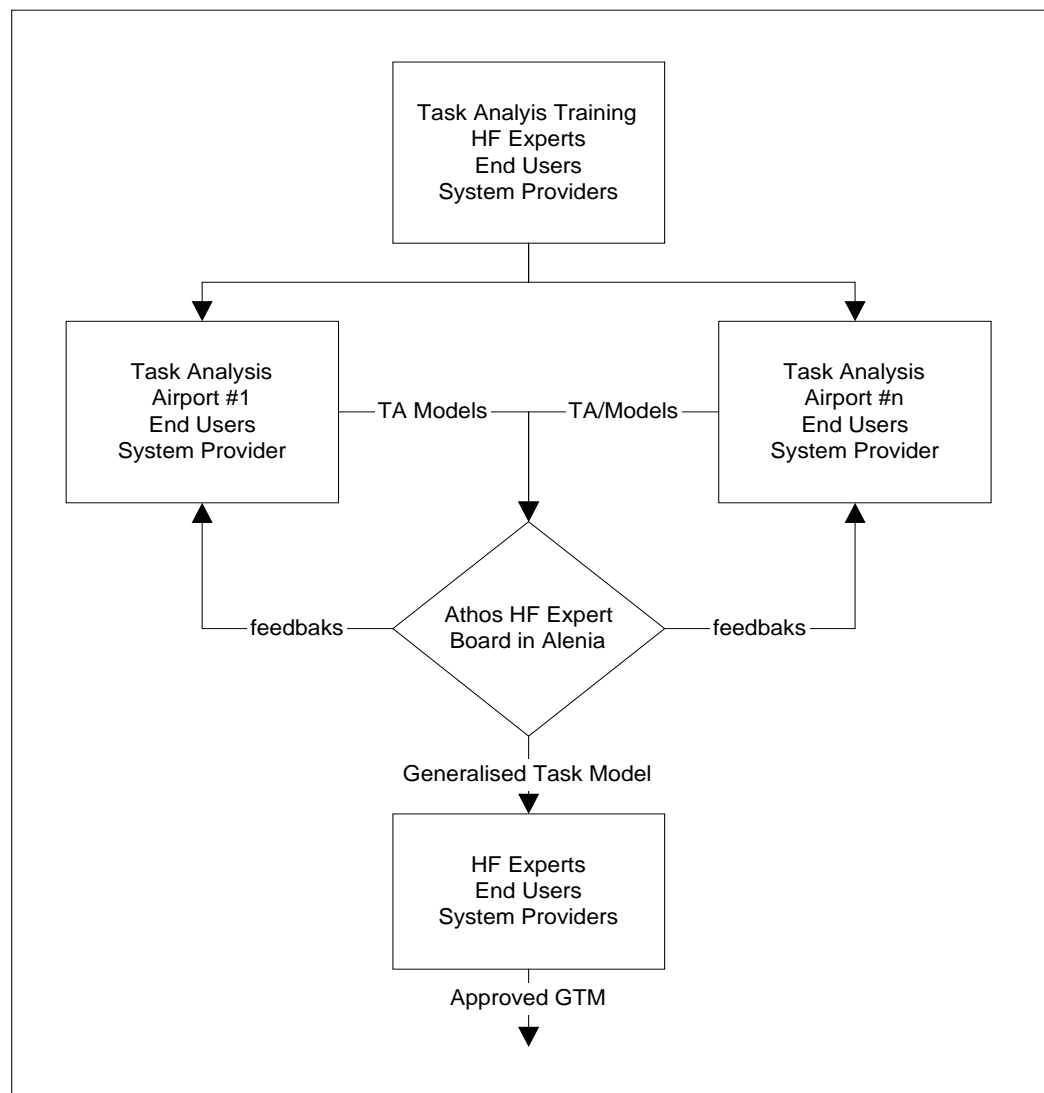 Task Analyis Training
HF Experts
End Users
System Providers
Task Analysis
Airport #1
End Users
System Provider
Task Analysis
Airport #n
End Users
System Provider
TA Models
TA/Models
Athos HF Expert
Board in Alenia
feedbaks
feedbaks
Generalised Task Model
HF Experts
End Users
System Providers
Approved GTM